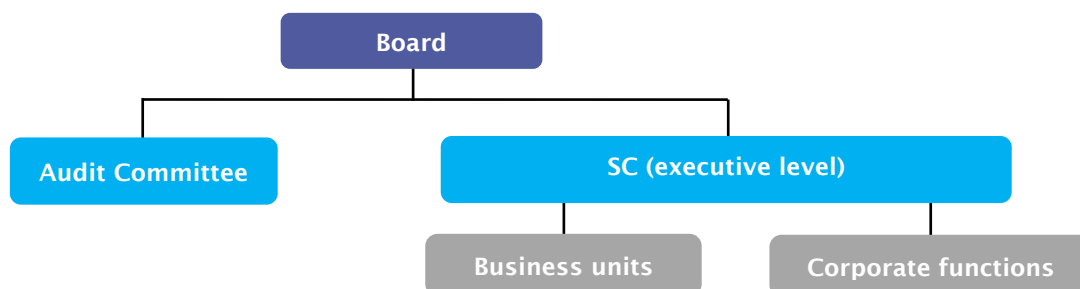 Board
Audit Committee
SC (executive level)
Business units
Corporate functions